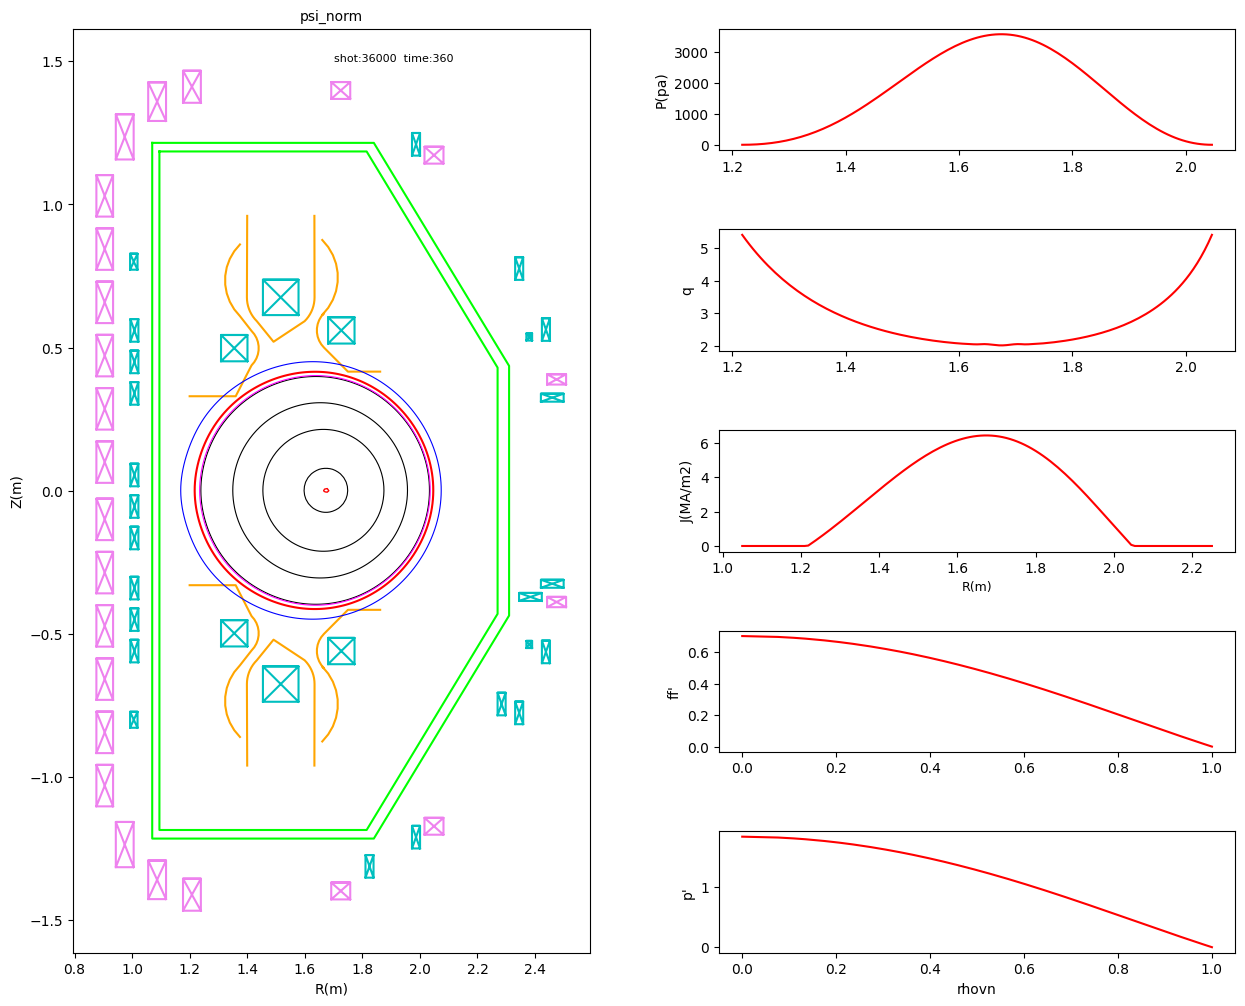 psi_norm
shot:36000  time:360
1.5
1.0
0.5
0.0
−0.5
−1.0
−1.5
Z(m)
0.8 1.0 1.2 1.4 1.6 1.8 2.0 2.2 2.4
R(m)
3000
2000
1000
0
P(pa)
1.2 1.4 1.6 1.8 2.0
5
4
3
2
q
1.2 1.4 1.6 1.8 2.0
6
4
2
0
J(MA/m2)
1.0 1.2 1.4 1.6 1.8 2.0 2.2
R(m)
0.6
0.4
0.2
0.0
ff'
0.0 0.2 0.4 0.6 0.8 1.0
1
0
p'
0.0 0.2 0.4 0.6 0.8 1.0
rhovn